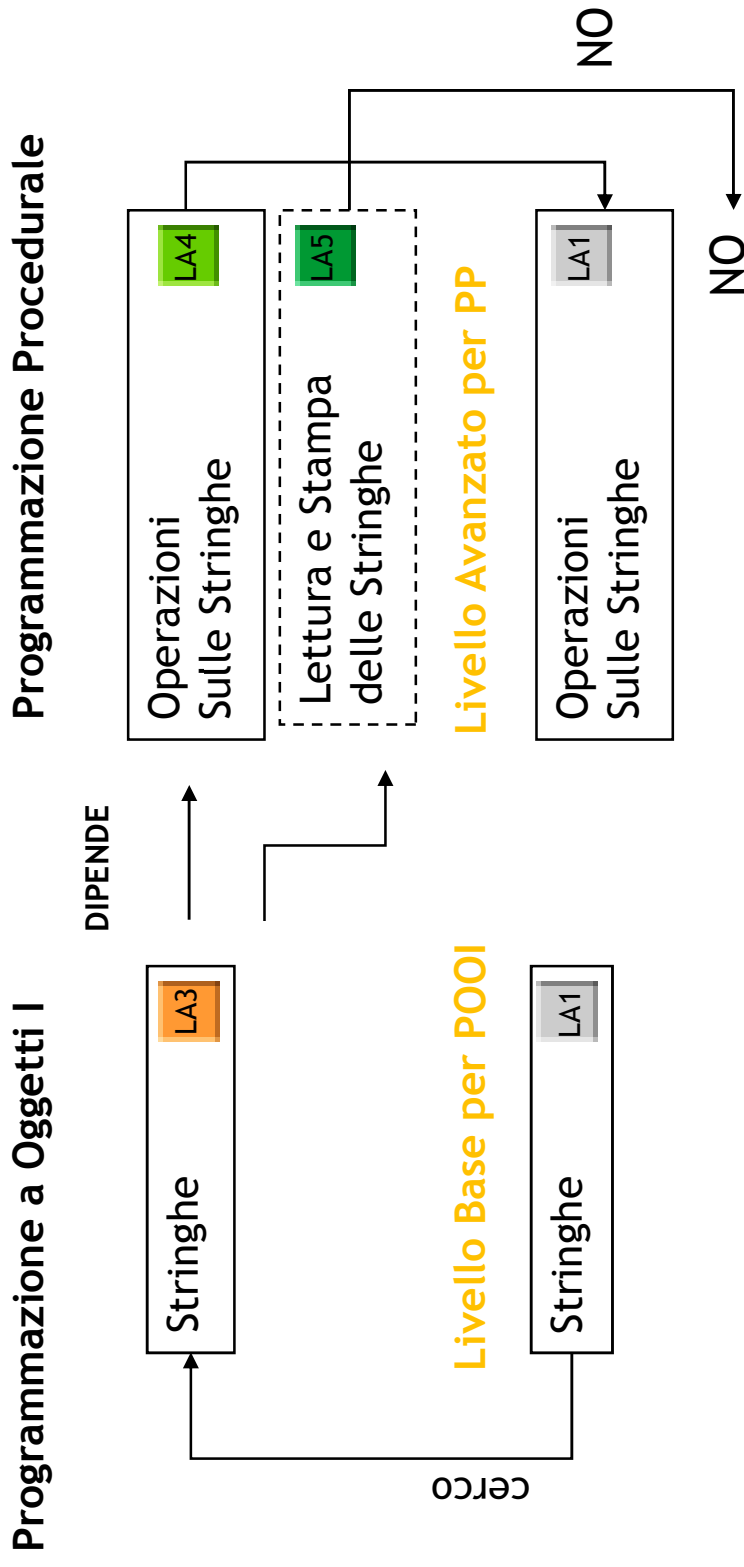 Programmazione a Oggetti I
Programmazione Procedurale
Stringhe
LA3
DIPENDE
Operazioni
Sulle Stringhe
LA4
Lettura e Stampa
delle Stringhe
LA5
cerco
Livello Base per POOI
Livello Avanzato per PP
NO
Stringhe
LA1
Operazioni
Sulle Stringhe
LA1
NO